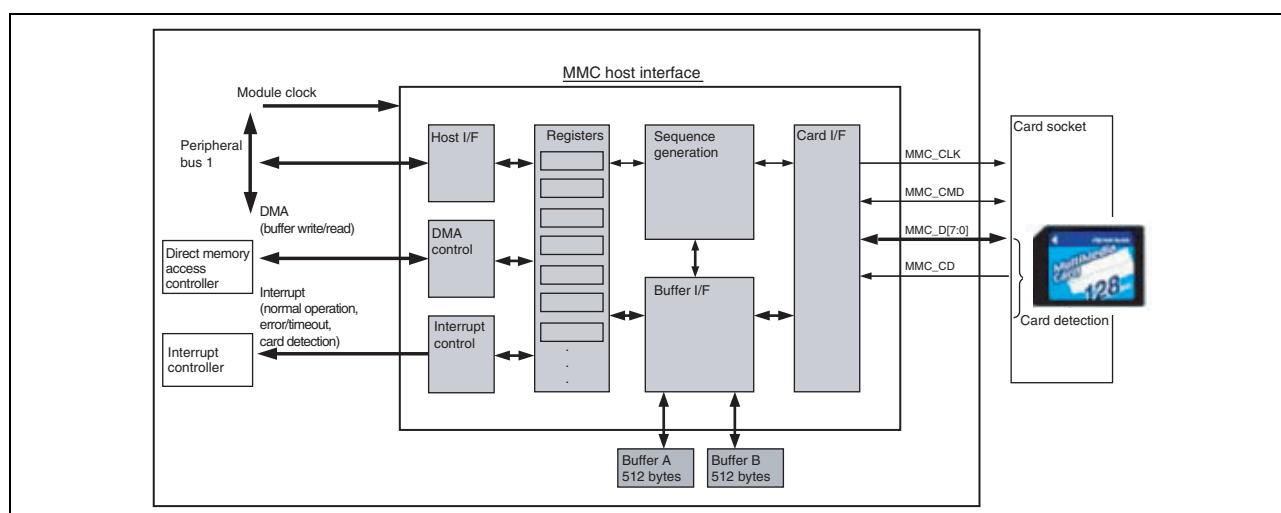 MMC host interface
Module clock
Peripheral
bus 1
DMA
(buffer write/read)
Direct memory
access
controller
Interrupt
(normal operation,
error/timeout,
card detection)
Interrupt
controller
Host I/F
DMA
control
Interrupt
control
Registers
.
.
.
Sequence
generation
Buffer I/F
Card I/F
Buffer A
512 bytes
Buffer B
512 bytes
MMC_CLK
MMC_CMD
MMC_D[7:0]
MMC_CD
Card socket
MultiMedia
Card
128
Card detection